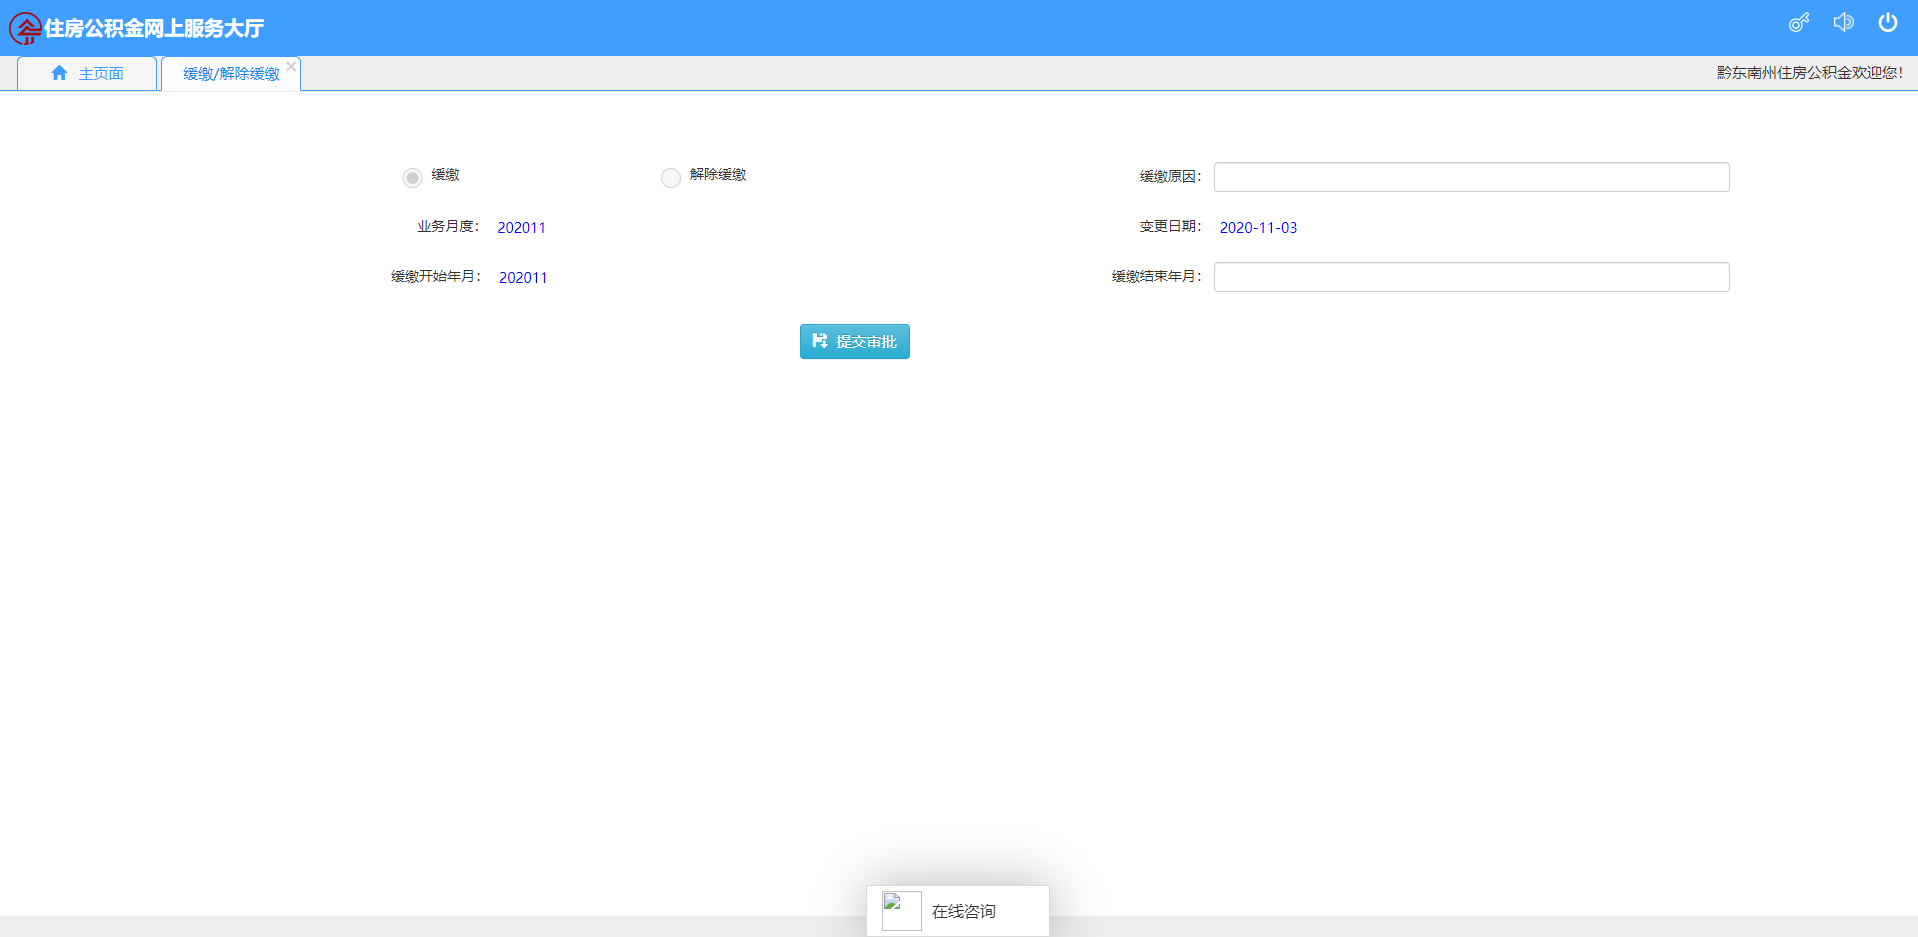 住房公积金网上服务大厅
主页面
缓缴/解除缓缴
黔东南州住房公积金欢迎您!
缓缴
解除缓缴
缓缴原因：
业务月度：
202011
变更日期：
2020-11-03
缓缴开始年月：
202011
缓缴结束年月：
提交审批
在线咨询